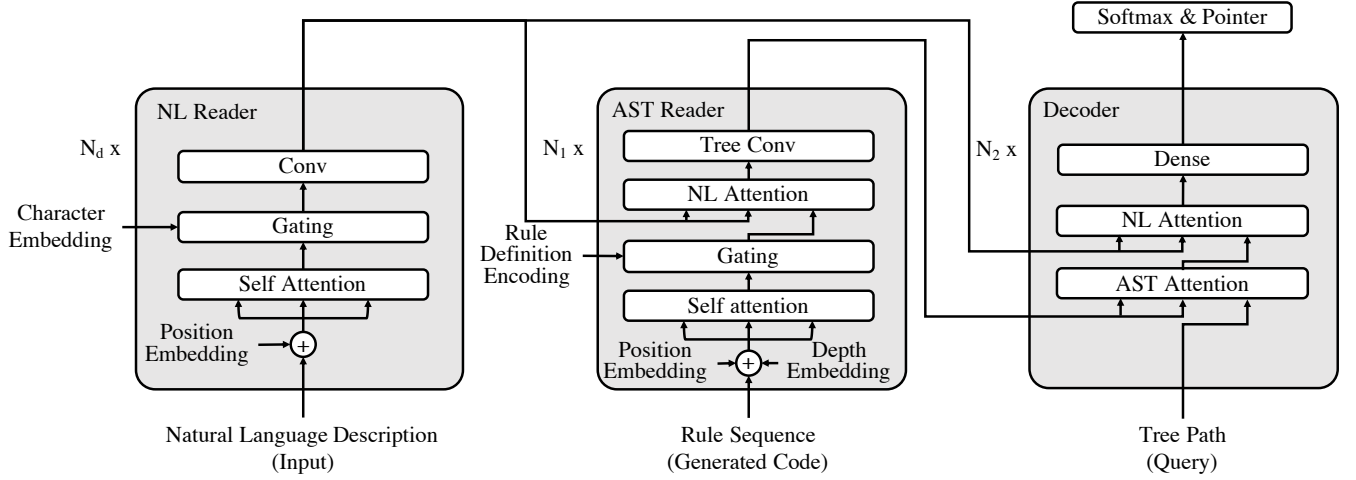 Softmax & Pointer
NL Reader
N_d x
Conv
Character
Embedding
Gating
Self Attention
Position
Embedding
+
Natural Language Description
(Input)
AST Reader
N_1 x
Tree Conv
NL Attention
Rule
Definition
Encoding
Gating
Self attention
Position
Embedding
+
Depth
Embedding
Rule Sequence
(Generated Code)
Decoder
N_2 x
Dense
NL Attention
AST Attention
Tree Path
(Query)